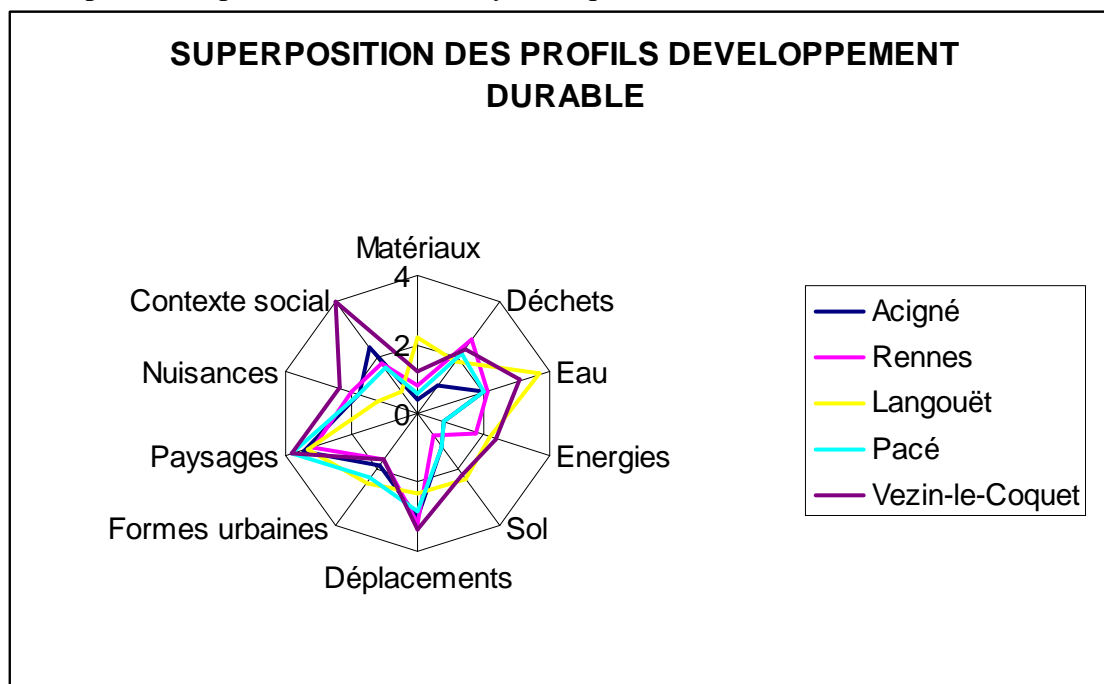 SUPERPOSITION DES PROFILS DEVELOPPEMENT
DURABLE
Matériaux
Déchets
Eau
Energies
Sol
Déplacements
Formes urbaines
Paysages
Nuisances
Contexte social
4
2
0
Acigné
Rennes
Langouët
Pacé
Vezin-le-Coquet